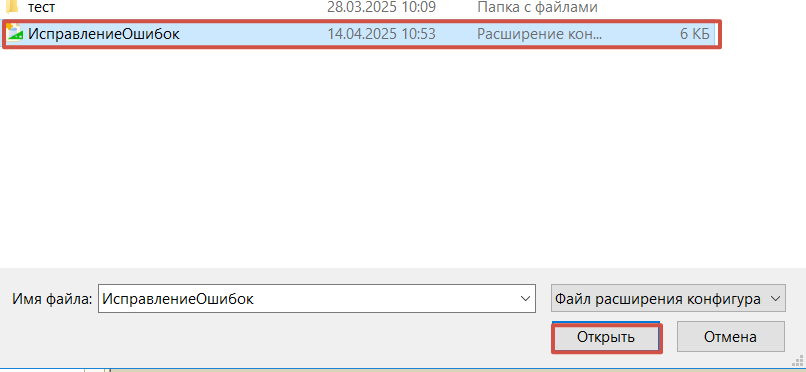 тест 28.03.2025 10:09 Папка с файлами
ИсправлениеОшибок 14.04.2025 10:53 Расширение кон... 6 КБ
Имя файла: ИсправлениеОшибок Файл расширения конфигура
Открыть Отмена